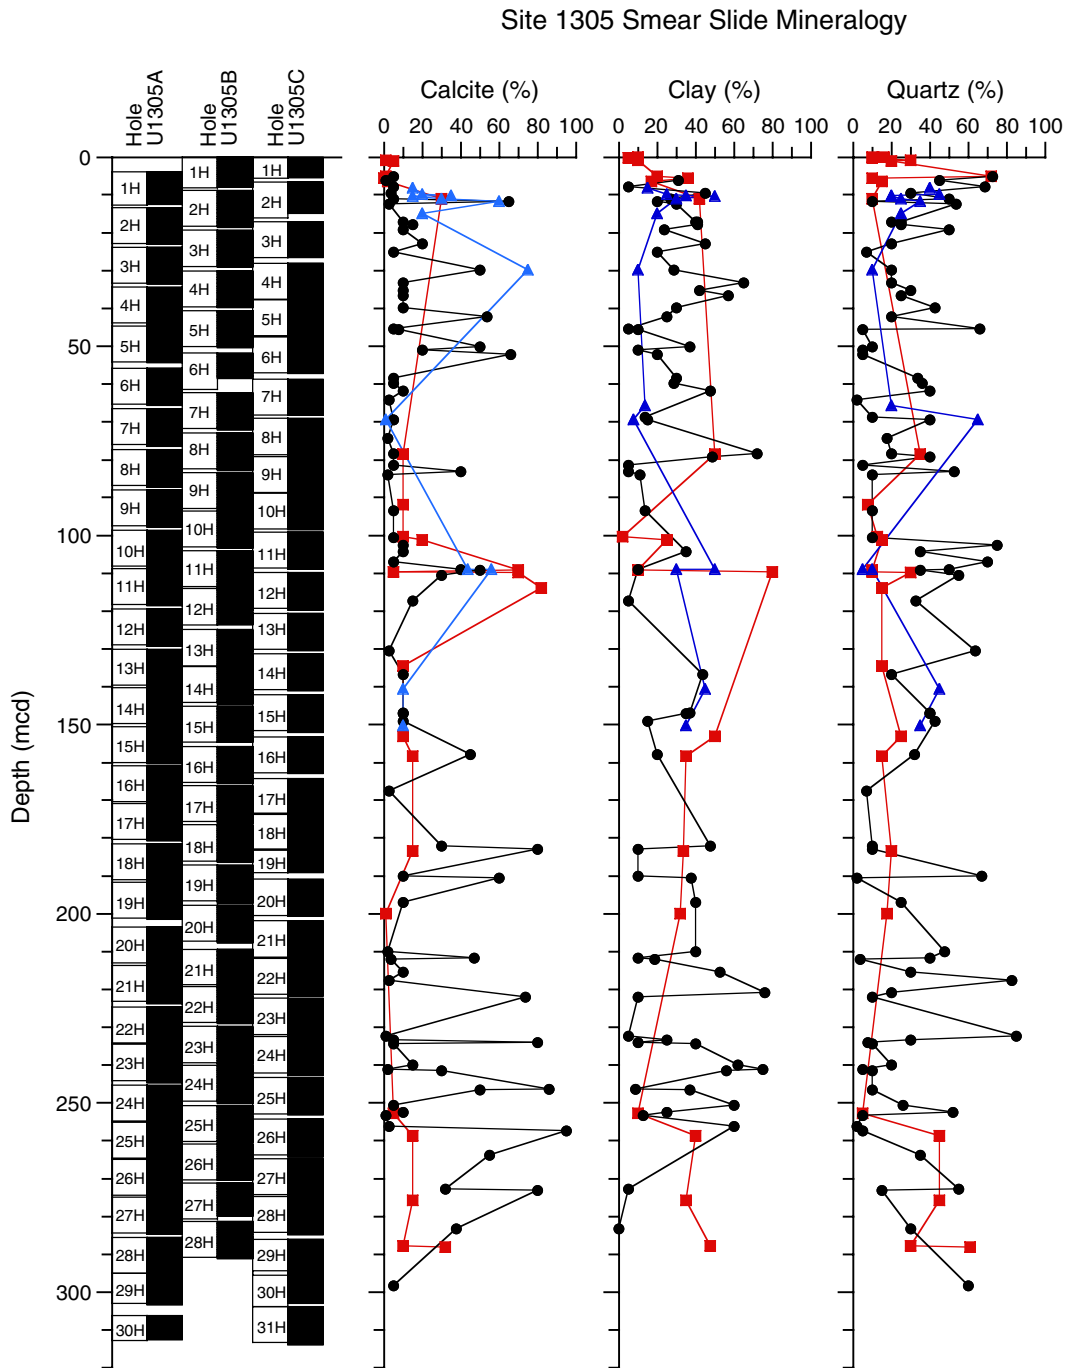 Site 1305 Smear Slide Mineralogy
Hole
U1305A
Hole
U1305B
Hole
U1305C
Calcite (%)
Clay (%)
Quartz (%)
0 20 40 60 80 100
0 20 40 60 80 100
0 20 40 60 80 100
Depth (mcd)
0
50
100
150
200
250
300
1H
2H
3H
4H
5H
6H
7H
8H
9H
10H
11H
12H
13H
14H
15H
16H
17H
18H
19H
20H
21H
22H
23H
24H
25H
26H
27H
28H
29H
30H
1H
2H
3H
4H
5H
6H
7H
8H
9H
10H
11H
12H
13H
14H
15H
16H
17H
18H
19H
20H
21H
22H
23H
24H
25H
26H
27H
28H
1H
2H
3H
4H
5H
6H
7H
8H
9H
10H
11H
12H
13H
14H
15H
16H
17H
18H
19H
20H
21H
22H
23H
24H
25H
26H
27H
28H
29H
30H
31H